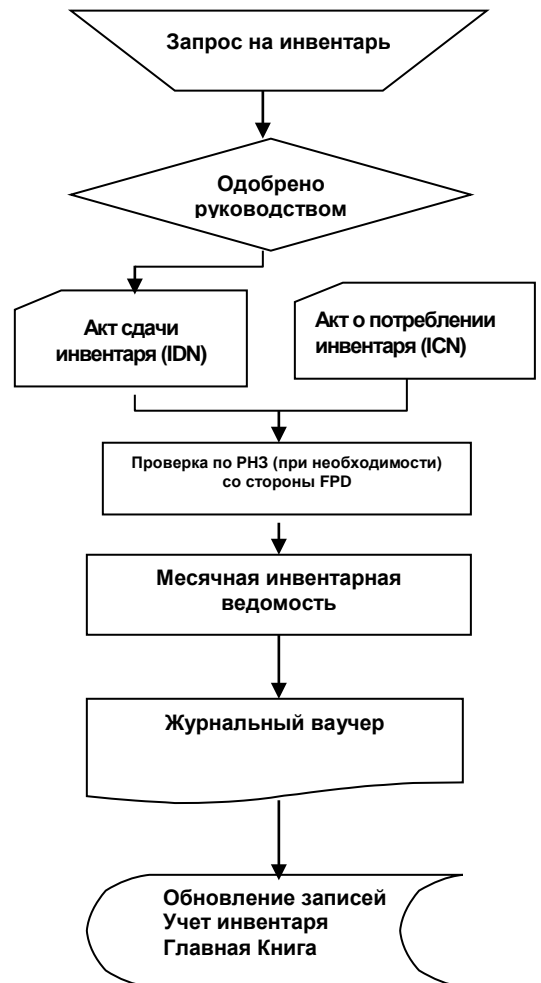 Запрос на инвентарь
Одобрено
руководством
Акт сдачи
инвентаря (IDN)
Акт о потреблении
инвентаря (ICN)
Проверка по РНЗ (при необходимости)
со стороны FPD
Месячная инвентарная
ведомость
Журнальный ваучер
Обновление записей
Учет инвентаря
Главная Книга